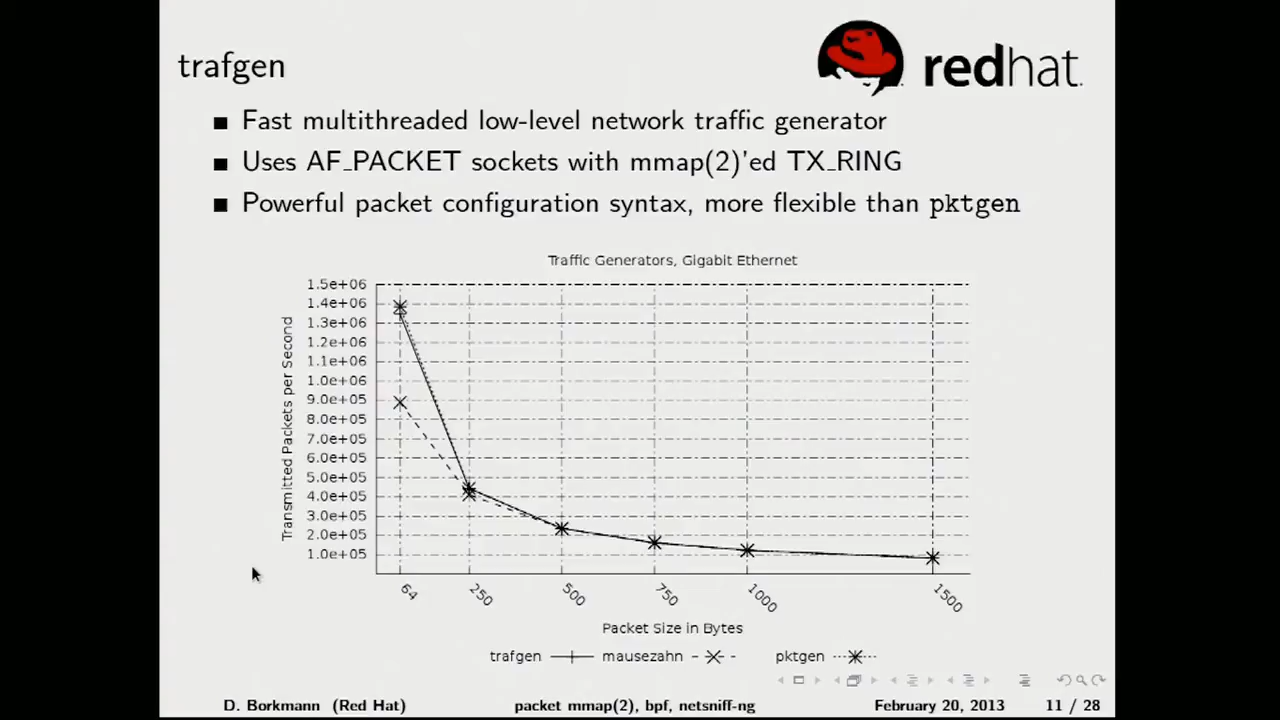 trafgen
redhat.
■ Fast multithreaded low-level network traffic generator
■ Uses AF_PACKET sockets with mmap(2)'ed TX_RING
■ Powerful packet configuration syntax, more flexible than pktgen
Traffic Generators, Gigabit Ethernet
Transmitted Packets per Second
1.5e+06
1.4e+06
1.3e+06
1.2e+06
1.1e+06
1.0e+06
9.0e+05
8.0e+05
7.0e+05
6.0e+05
5.0e+05
4.0e+05
3.0e+05
2.0e+05
1.0e+05
64 250 500 750 1000 1500
Packet Size in Bytes
trafgen mausezahn pktgen
D. Borkmann (Red Hat) packet mmap(2), bpf, netsniff-ng February 20, 2013 11 / 28